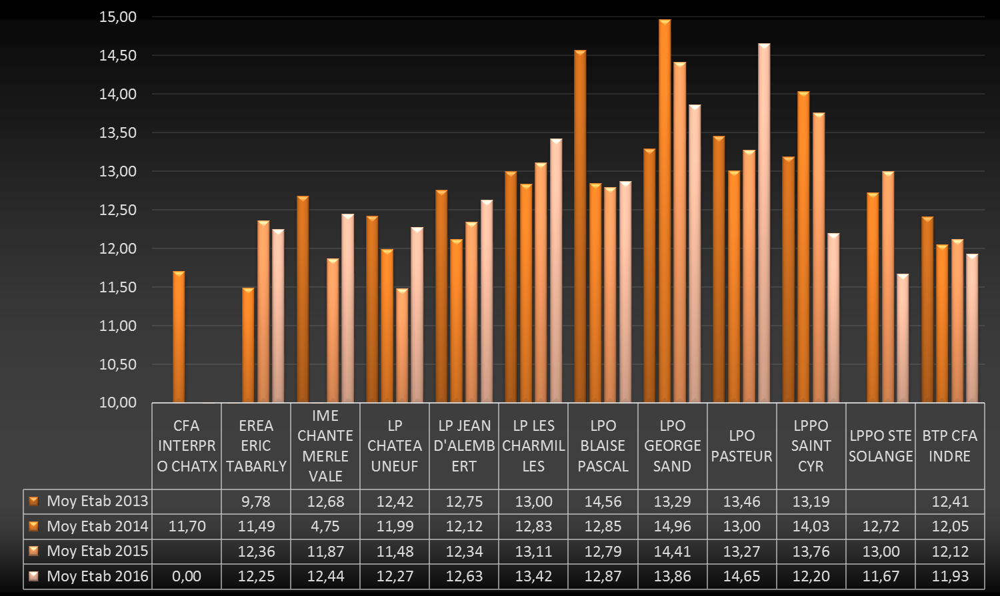 15,00
14,50
14,00
13,50
13,00
12,50
12,00
11,50
11,00
10,50
10,00
CFA
INTERPR
O CHATX
EREA
ERIC
TABARLY
IME
CHANTE
MERLE
VALE
LP
CHATEA
UNEUF
LP JEAN
D'ALEMB
ERT
LP LES
CHARMIL
LES
LPO
BLAISE
PASCAL
LPO
GEORGE
SAND
LPO
PASTEUR
LPPO
SAINT
CYR
LPPO STE
SOLANGE
BTP CFA
INDRE
Moy Etab 2013 9,78 12,68 12,42 12,75 13,00 14,56 13,29 13,46 13,19 12,41
Moy Etab 2014 11,70 11,49 4,75 11,99 12,12 12,83 12,85 14,96 13,00 14,03 12,72 12,05
Moy Etab 2015 12,36 11,87 11,48 12,34 13,11 12,79 14,41 13,27 13,76 13,00 12,12
Moy Etab 2016 0,00 12,25 12,44 12,27 12,63 13,42 12,87 13,86 14,65 12,20 11,67 11,93